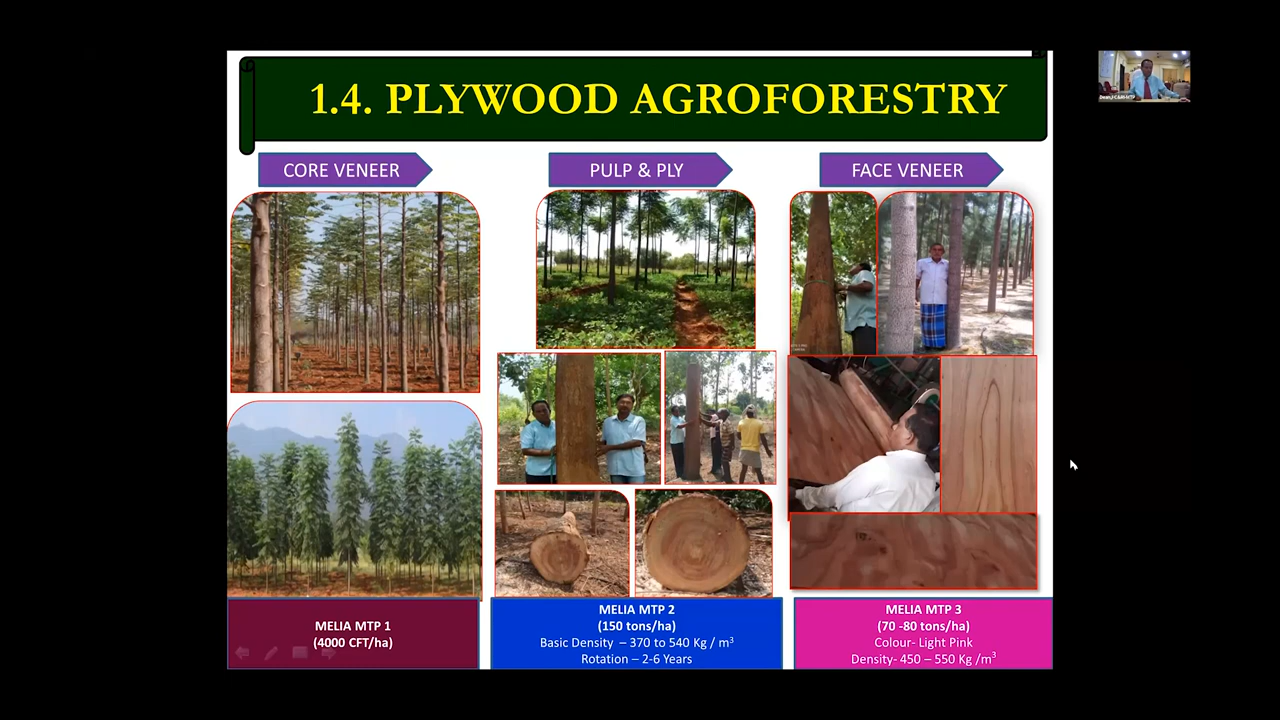 1.4. PLYWOOD AGROFORESTRY
CORE VENEER
PULP & PLY
FACE VENEER
MELIA MTP 1
(4000 CFT/ha)
MELIA MTP 2
(150 tons/ha)
Basic Density – 370 to 540 Kg / m³
Rotation – 2-6 Years
MELIA MTP 3
(70 -80 tons/ha)
Colour- Light Pink
Density- 450 – 550 Kg /m³